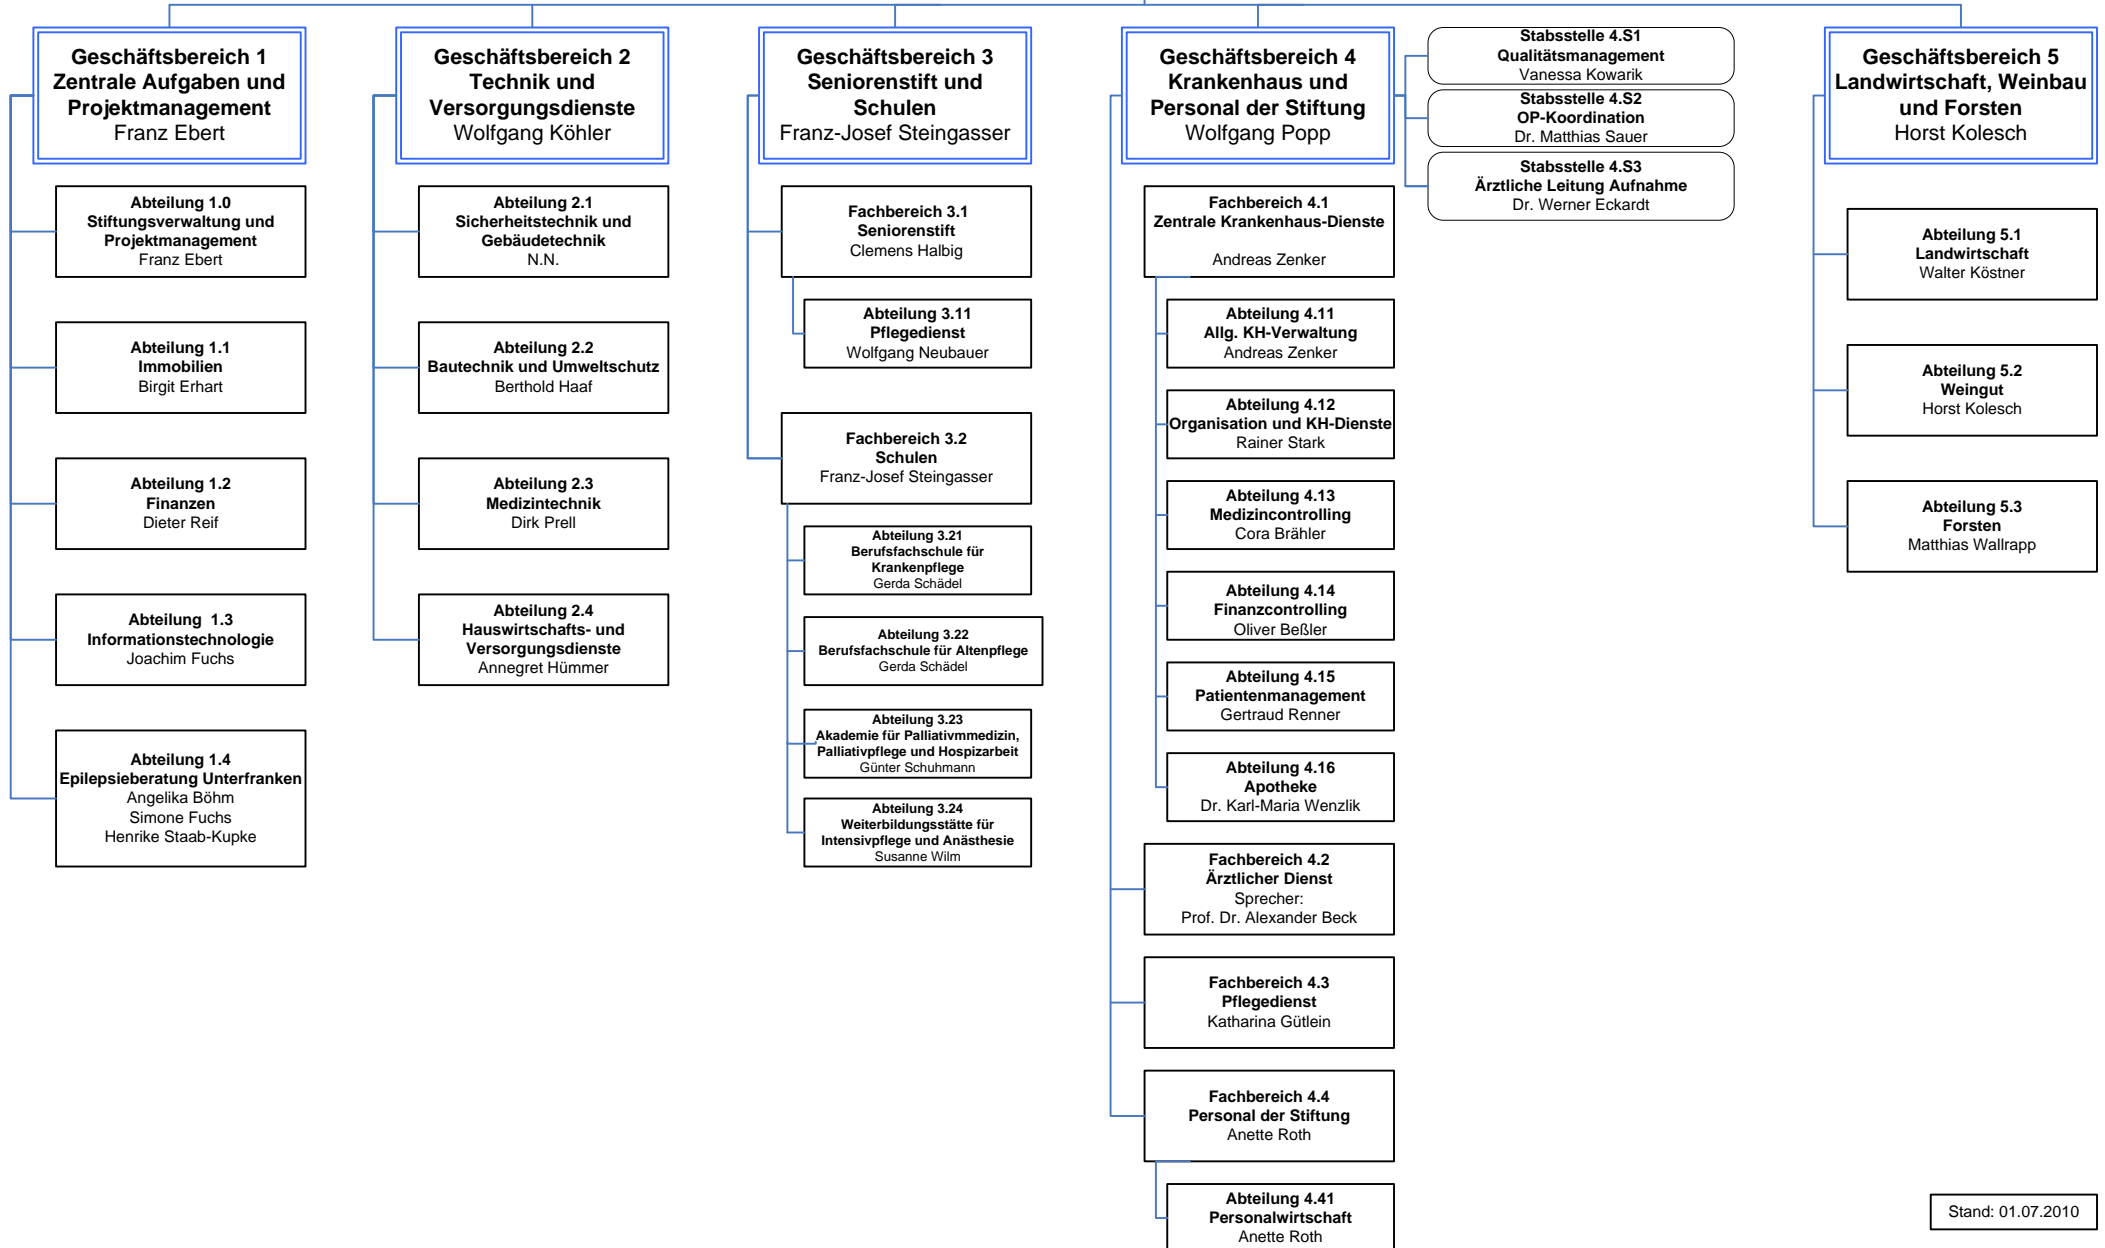 Geschäftsbereich 1
Zentrale Aufgaben und
Projektmanagement
Franz Ebert
Abteilung 1.0
Stiftungsverwaltung und
Projektmanagement
Franz Ebert
Abteilung 1.1
Immobilien
Birgit Erhart
Abteilung 1.2
Finanzen
Dieter Reif
Abteilung 1.3
Informationstechnologie
Joachim Fuchs
Abteilung 1.4
Epilepsieberatung Unterfranken
Angelika Böhm
Simone Fuchs
Henrike Staab-Kupke
Geschäftsbereich 2
Technik und
Versorgungsdienste
Wolfgang Köhler
Abteilung 2.1
Sicherheitstechnik und
Gebäudetechnik
N.N.
Abteilung 2.2
Bautechnik und Umweltschutz
Berthold Haaf
Abteilung 2.3
Medizintechnik
Dirk Prell
Abteilung 2.4
Hauswirtschafts- und
Versorgungsdienste
Annegret Hümmer
Geschäftsbereich 3
Seniorenstift und
Schulen
Franz-Josef Steingasser
Fachbereich 3.1
Seniorenstift
Clemens Halbig
Abteilung 3.11
Pflegedienst
Wolfgang Neubauer
Fachbereich 3.2
Schulen
Franz-Josef Steingasser
Abteilung 3.21
Berufsfachschule für
Krankenpflege
Gerda Schädel
Abteilung 3.22
Berufsfachschule für Altenpflege
Gerda Schädel
Abteilung 3.23
Akademie für Palliativmmedizin,
Palliativpflege und Hospizarbeit
Günter Schuhmann
Abteilung 3.24
Weiterbildungsstätte für
Intensivpflege und Anästhesie
Susanne Wilm
Geschäftsbereich 4
Krankenhaus und
Personal der Stiftung
Wolfgang Popp
Stabsstelle 4.S1
Qualitätsmanagement
Vanessa Kowarik
Stabsstelle 4.S2
OP-Koordination
Dr. Matthias Sauer
Stabsstelle 4.S3
Ärztliche Leitung Aufnahme
Dr. Werner Eckardt
Fachbereich 4.1
Zentrale Krankenhaus-Dienste
Andreas Zenker
Abteilung 4.11
Allg. KH-Verwaltung
Andreas Zenker
Abteilung 4.12
Organisation und KH-Dienste
Rainer Stark
Abteilung 4.13
Medizincontrolling
Cora Brähler
Abteilung 4.14
Finanzcontrolling
Oliver Beßler
Abteilung 4.15
Patientenmanagement
Gertraud Renner
Abteilung 4.16
Apotheke
Dr. Karl-Maria Wenzlik
Fachbereich 4.2
Ärztlicher Dienst
Sprecher:
Prof. Dr. Alexander Beck
Fachbereich 4.3
Pflegedienst
Katharina Gütlein
Fachbereich 4.4
Personal der Stiftung
Anette Roth
Abteilung 4.41
Personalwirtschaft
Anette Roth
Geschäftsbereich 5
Landwirtschaft, Weinbau
und Forsten
Horst Kolesch
Abteilung 5.1
Landwirtschaft
Walter Köstner
Abteilung 5.2
Weingut
Horst Kolesch
Abteilung 5.3
Forsten
Matthias Wallrapp
Stand: 01.07.2010